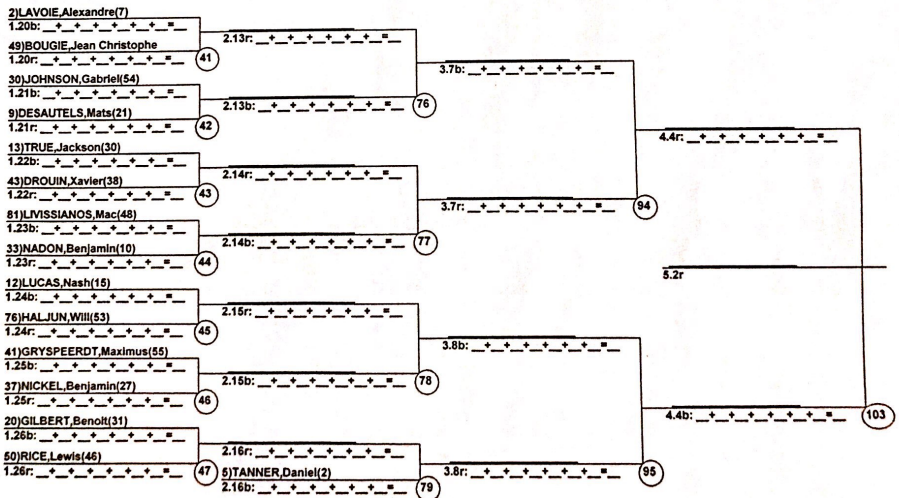 2)LAVOIE,Alexandre(7)
1.20b: _+_+_+_+_+_+_=_
2.13r: _+_+_+_+_+_+_=_
49)BOUGIE,Jean Christophe
1.20r: _+_+_+_+_+_+_=_
41
3.7b: _+_+_+_+_+_+_=_
30)JOHNSON,Gabriel(54)
1.21b: _+_+_+_+_+_+_=_
2.13b: _+_+_+_+_+_+_=_
76
9)DESAUTELS,Mats(21)
1.21r: _+_+_+_+_+_+_=_
42
4.4r: _+_+_+_+_+_+_=_
13)TRUE,Jackson(30)
1.22b: _+_+_+_+_+_+_=_
2.14r: _+_+_+_+_+_+_=_
43)DROUIN,Xavier(38)
1.22r: _+_+_+_+_+_+_=_
43
3.7r: _+_+_+_+_+_+_=_
94
81)LIVISSIANOS,Mac(48)
1.23b: _+_+_+_+_+_+_=_
2.14b: _+_+_+_+_+_+_=_
77
33)NADON,Benjamin(10)
1.23r: _+_+_+_+_+_+_=_
44
5.2r
12)LUCAS,Nash(15)
1.24b: _+_+_+_+_+_+_=_
2.15r: _+_+_+_+_+_+_=_
76)HALJUN,Will(53)
1.24r: _+_+_+_+_+_+_=_
45
3.8b: _+_+_+_+_+_+_=_
41)GRYSPEERDT,Maximus(55)
1.25b: _+_+_+_+_+_+_=_
2.15b: _+_+_+_+_+_+_=_
78
37)NICKEL,Benjamin(27)
1.25r: _+_+_+_+_+_+_=_
46
4.4b: _+_+_+_+_+_+_=_
103
20)GILBERT,Benoit(31)
1.26b: _+_+_+_+_+_+_=_
2.16r: _+_+_+_+_+_+_=_
50)RICE,Lewis(46)
1.26r: _+_+_+_+_+_+_=_
47
5)TANNER,Daniel(2)
2.16b: _+_+_+_+_+_+_=_
79
3.8r: _+_+_+_+_+_+_=_
95